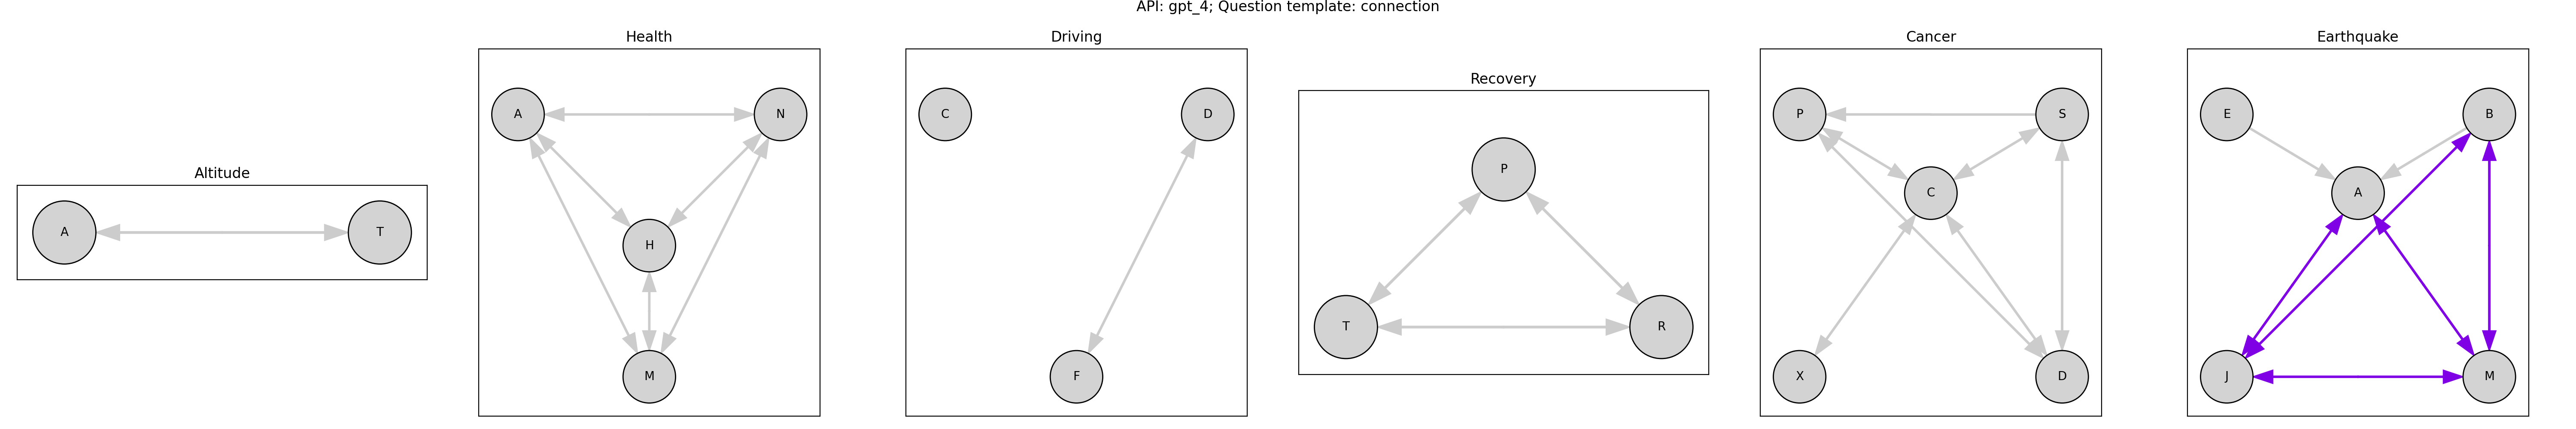 API: gpt_4; Question template: connection
Altitude
A
T
Health
A
N
H
M
Driving
C
D
F
Recovery
P
T
R
Cancer
P
S
C
X
D
Earthquake
E
B
A
J
M